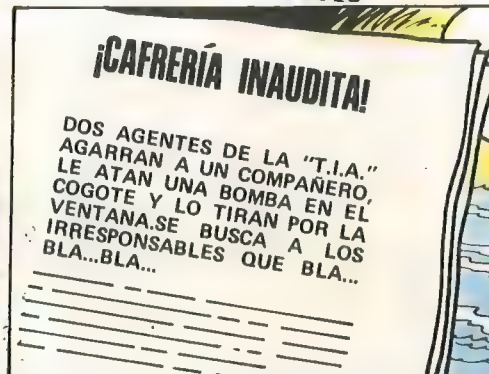 ¡CAFRERÍA INAUDITA!
DOS AGENTES DE LA "T.I.A."
AGARRAN A UN COMPAÑERO,
LE ATAN UNA BOMBA EN EL
COGOTE Y LO TIRAN POR LA
VENTANA.SE BUSCA A LOS
IRRESPONSABLES QUE BLA...
BLA...BLA...